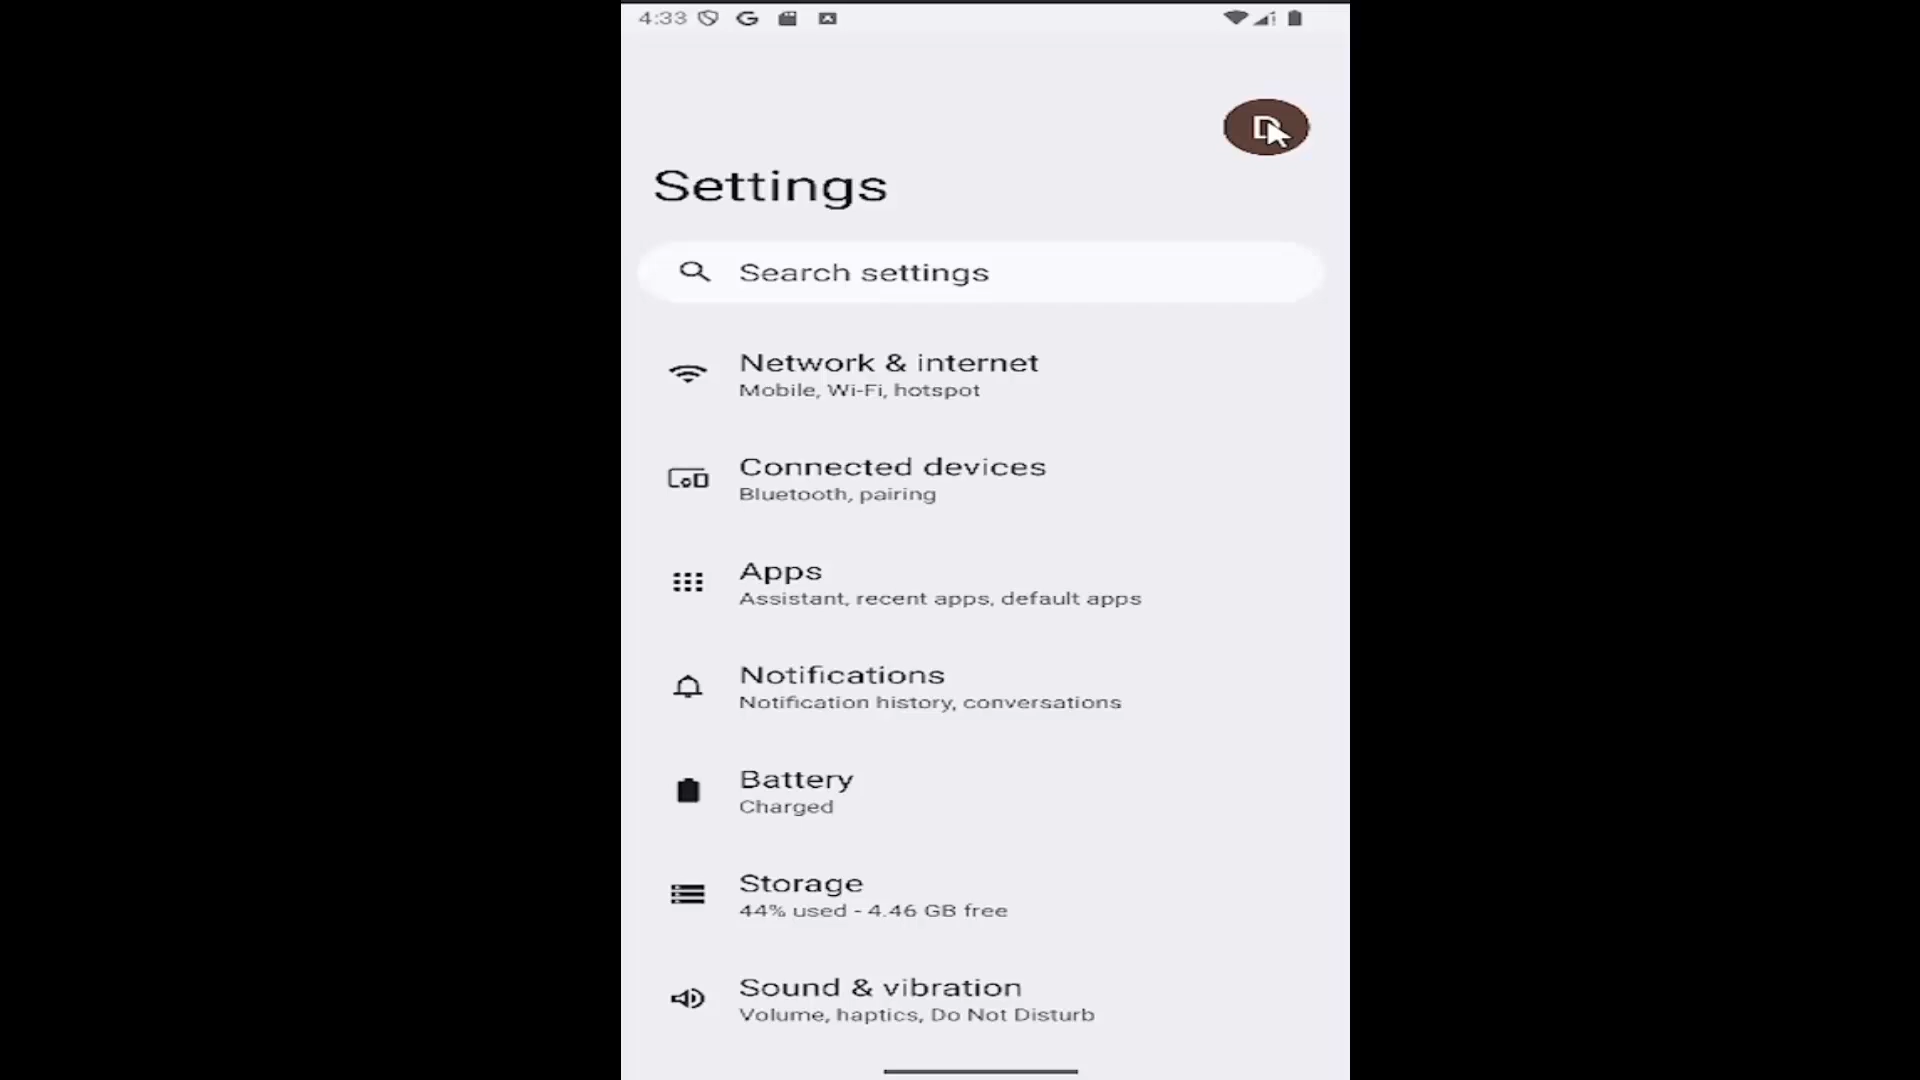 4:33
D
Settings
Search settings
Network & internet
Mobile, Wi-Fi, hotspot
Connected devices
Bluetooth, pairing
Apps
Assistant, recent apps, default apps
Notifications
Notification history, conversations
Battery
Charged
Storage
44% used - 4.46 GB free
Sound & vibration
Volume, haptics, Do Not Disturb